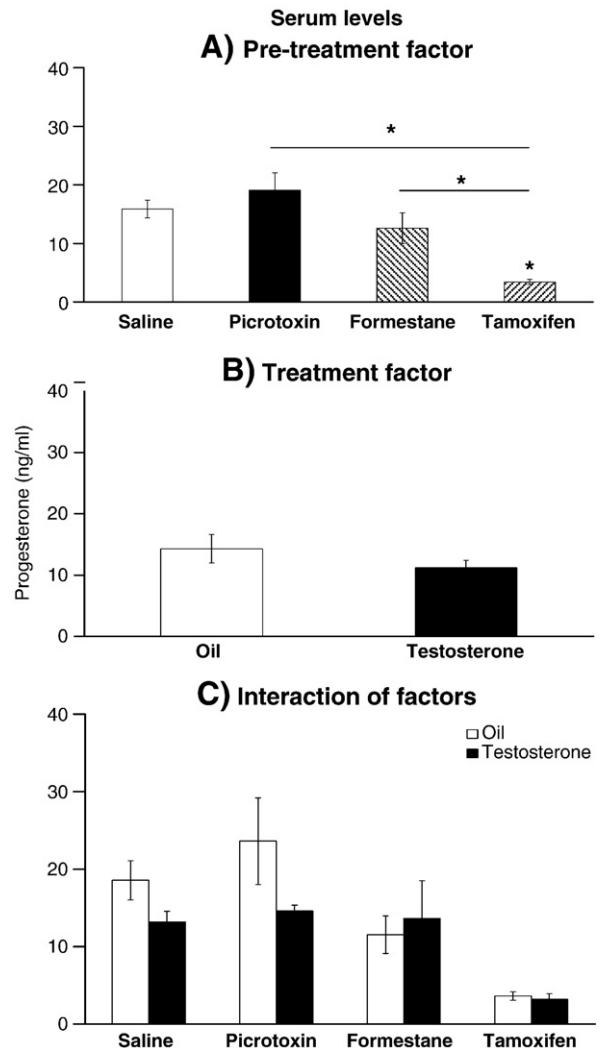 Serum levels
A) Pre-treatment factor
40
30
20
10
0
*
*
*
Saline Picrotoxin Formestane Tamoxifen
B) Treatment factor
Progesterone (ng/ml)
40
30
20
10
0
Oil Testosterone
C) Interaction of factors
40
30
20
10
0
Oil
Testosterone
Saline Picrotoxin Formestane Tamoxifen